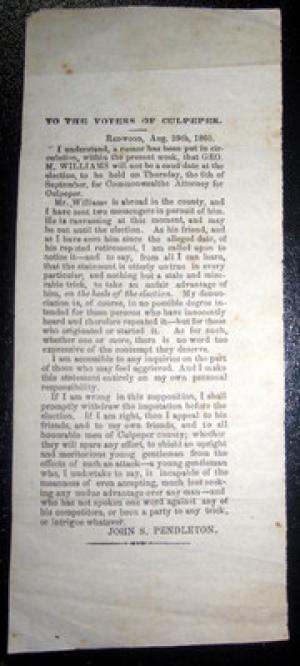 TO THE VOTERS OF CULPEPER.
REDWOOD, Aug. 29th, 1860.
I understand, a rumor has been put in cir-
culation, within the present week, that GEO.
M. WILLIAMS will not be a candidate at the
election, to be held on Thursday, the 6th of
September, for Commonwealths Attorney for
Culpeper.
Mr. Williams is abroad in the county, and
I have sent two messengers in pursuit of him.
He is canvassing at this moment, and may
be out until the election. As his friend, and
as I have seen him since the alleged date, of
his reported retirement, I am called upon to
notice it—and to say, from all I can learn,
that the statement is utterly untrue in every
particular; and nothing but a stale and mise-
rable trick, to take an unfair advantage of
him, on the heels of the election. My denun-
ciation is, of course, in no possible degree in-
tended for those persons who have innocently
heard and therefore repeated it—but for those
who originated or started it. As for such,
whether one or more, there is no word too
expressive of the contempt they deserve.
I am accessible to any inquiries on the part
of those who may feel aggrieved. And I make
this statement entirely on my own personal
responsibility.
If I am wrong in this supposition, I shall
promptly withdraw the imputation before the
election. If I am right, then I appeal to his
friends, and to my own friends, and to all
honourable men of Culpeper county; whether
they will spare any effort, to shield an upright
and meritorious young gentleman from the
effects of such an attack—a young gentleman
who, I undertake to say, is incapable of the
meanness of even accepting, much less seek-
ing any undue advantage over any man—and
who has not spoken one word against any of
his competitors, or been a party to any trick,
or intrigue whatever.
JOHN S. PENDLETON.